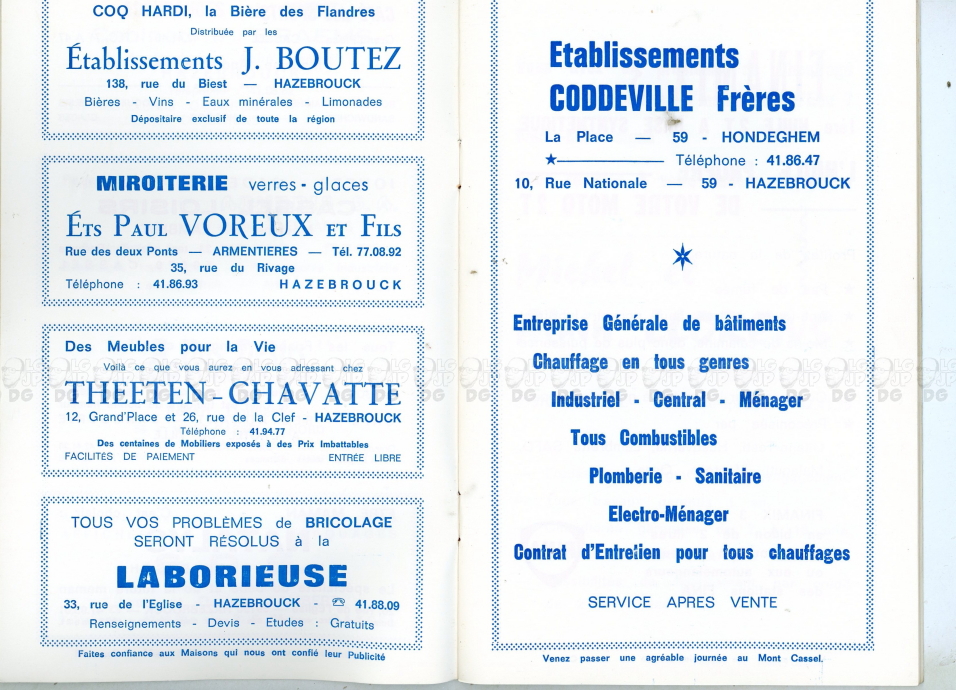 COQ HARDI, la Bière des Flandres
Distribuée par les
Établissements J. BOUTEZ
138, rue du Biest — HAZEBROUCK
Bières - Vins - Eaux minérales - Limonades
Dépositaire exclusif de toute la région
MIROITERIE verres - glaces
Éts Paul VOREUX et Fils
Rue des deux Ponts — ARMENTIERES — Tél. 77.08.92
35, rue du Rivage
Téléphone : 41.86.93 HAZEBROUCK
Des Meubles pour la Vie
Voilà ce que vous aurez en vous adressant chez
THEETEN-CHAVATTE
12, Grand'Place et 26, rue de la Clef - HAZEBROUCK
Téléphone : 41.94.77
Des centaines de Mobiliers exposés à des Prix Imbattables
FACILITÉS DE PAIEMENT ENTRÉE LIBRE
TOUS VOS PROBLÈMES de BRICOLAGE
SERONT RÉSOLUS à la
LABORIEUSE
33, rue de l'Eglise - HAZEBROUCK - ☏ 41.88.09
Renseignements - Devis - Etudes : Gratuits
Faites confiance aux Maisons qui nous ont confié leur Publicité
Etablissements
CODDEVILLE Frères
La Place — 59 - HONDEGHEM
★ Téléphone : 41.86.47
10, Rue Nationale — 59 - HAZEBROUCK
Entreprise Générale de bâtiments
Chauffage en tous genres
Industriel - Central - Ménager
Tous Combustibles
Plomberie - Sanitaire
Electro-Ménager
Contrat d'Entretien pour tous chauffages
SERVICE APRES VENTE
Venez passer une agréable journée au Mont Cassel.